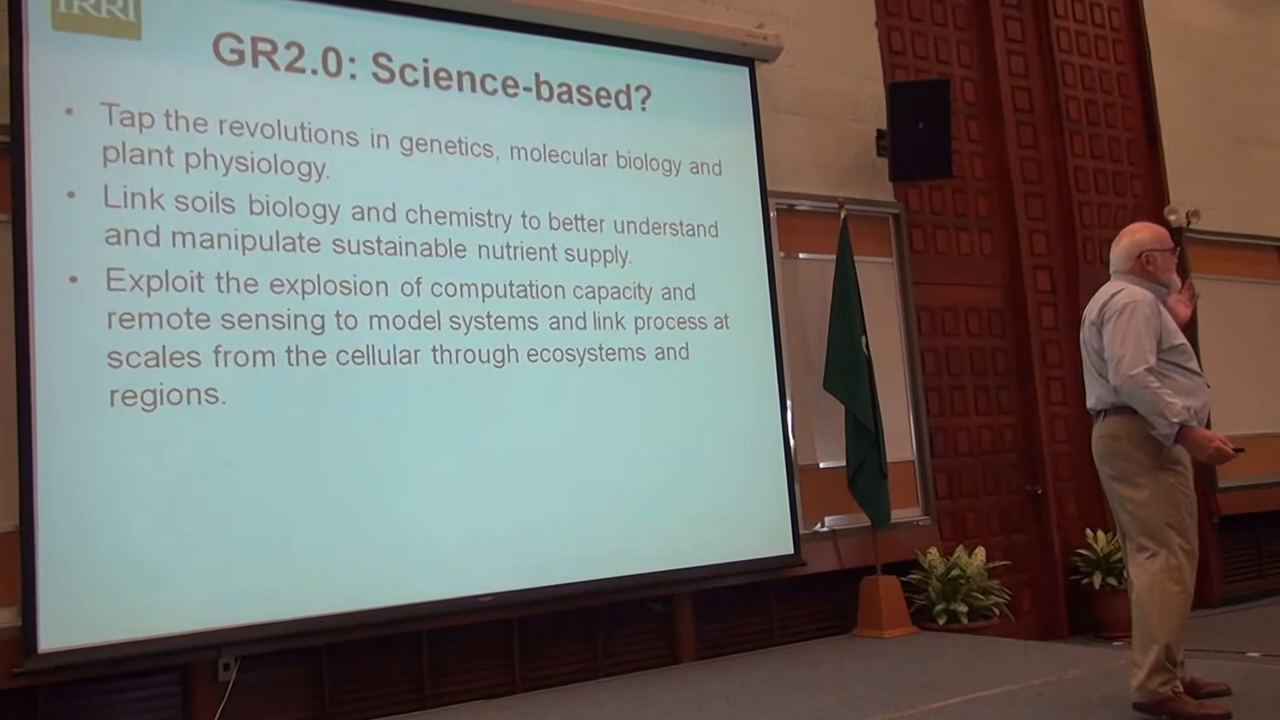 IRRI
GR2.0: Science-based?
• Tap the revolutions in genetics, molecular biology and
plant physiology.
• Link soils biology and chemistry to better understand
and manipulate sustainable nutrient supply.
• Exploit the explosion of computation capacity and
remote sensing to model systems and link process at
scales from the cellular through ecosystems and
regions.